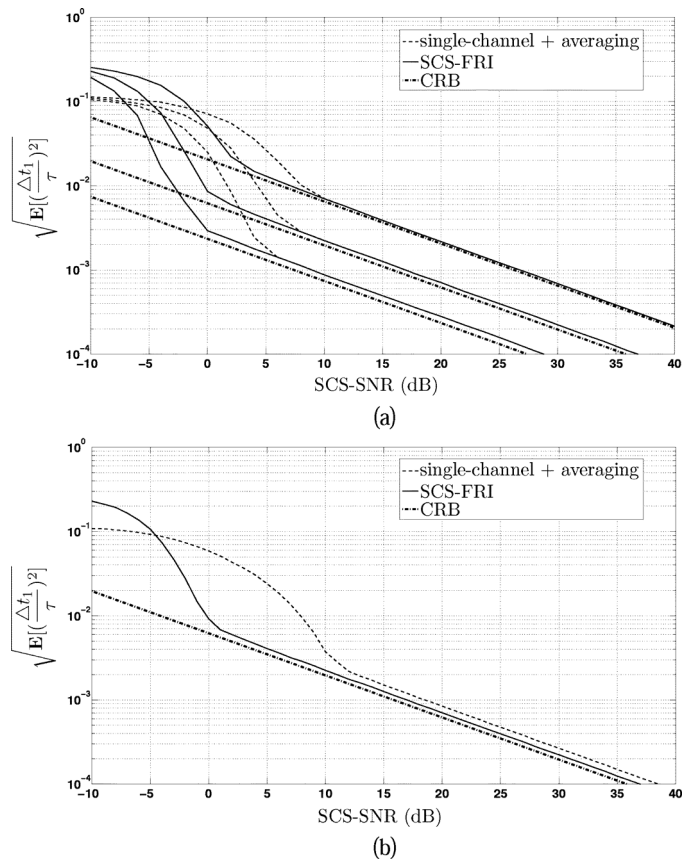 10^0
10^-1
10^-2
10^-3
10^-4
√E[(△t₁/τ)²]
single-channel + averaging
SCS-FRI
CRB
−10 −5 0 5 10 15 20 25 30 35 40
SCS-SNR (dB)
(a)
10^0
10^-1
10^-2
10^-3
10^-4
√E[(△t₁/τ)²]
single-channel + averaging
SCS-FRI
CRB
−10 −5 0 5 10 15 20 25 30 35 40
SCS-SNR (dB)
(b)